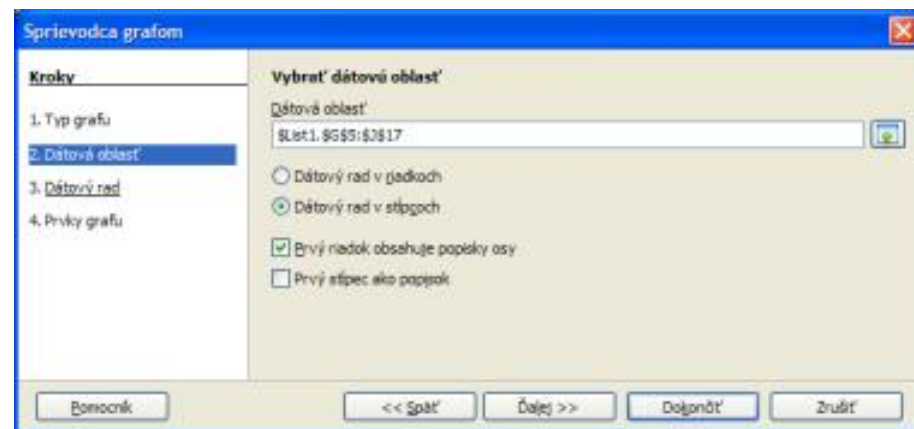 Sprievodca grafom
Kroky
1. Typ grafu
2. Dátová oblasť
3. Dátový rad
4. Prvky grafu
Vybrať dátovú oblasť
Dátová oblasť
$List1.$G$5:$J$17
Dátový rad v riadkoch
Dátový rad v stĺpcoch
Prvý riadok obsahuje popisky osy
Prvý stĺpec ako popisok
Pomocník
<< Späť
Ďalej >>
Dokončiť
Zrušiť